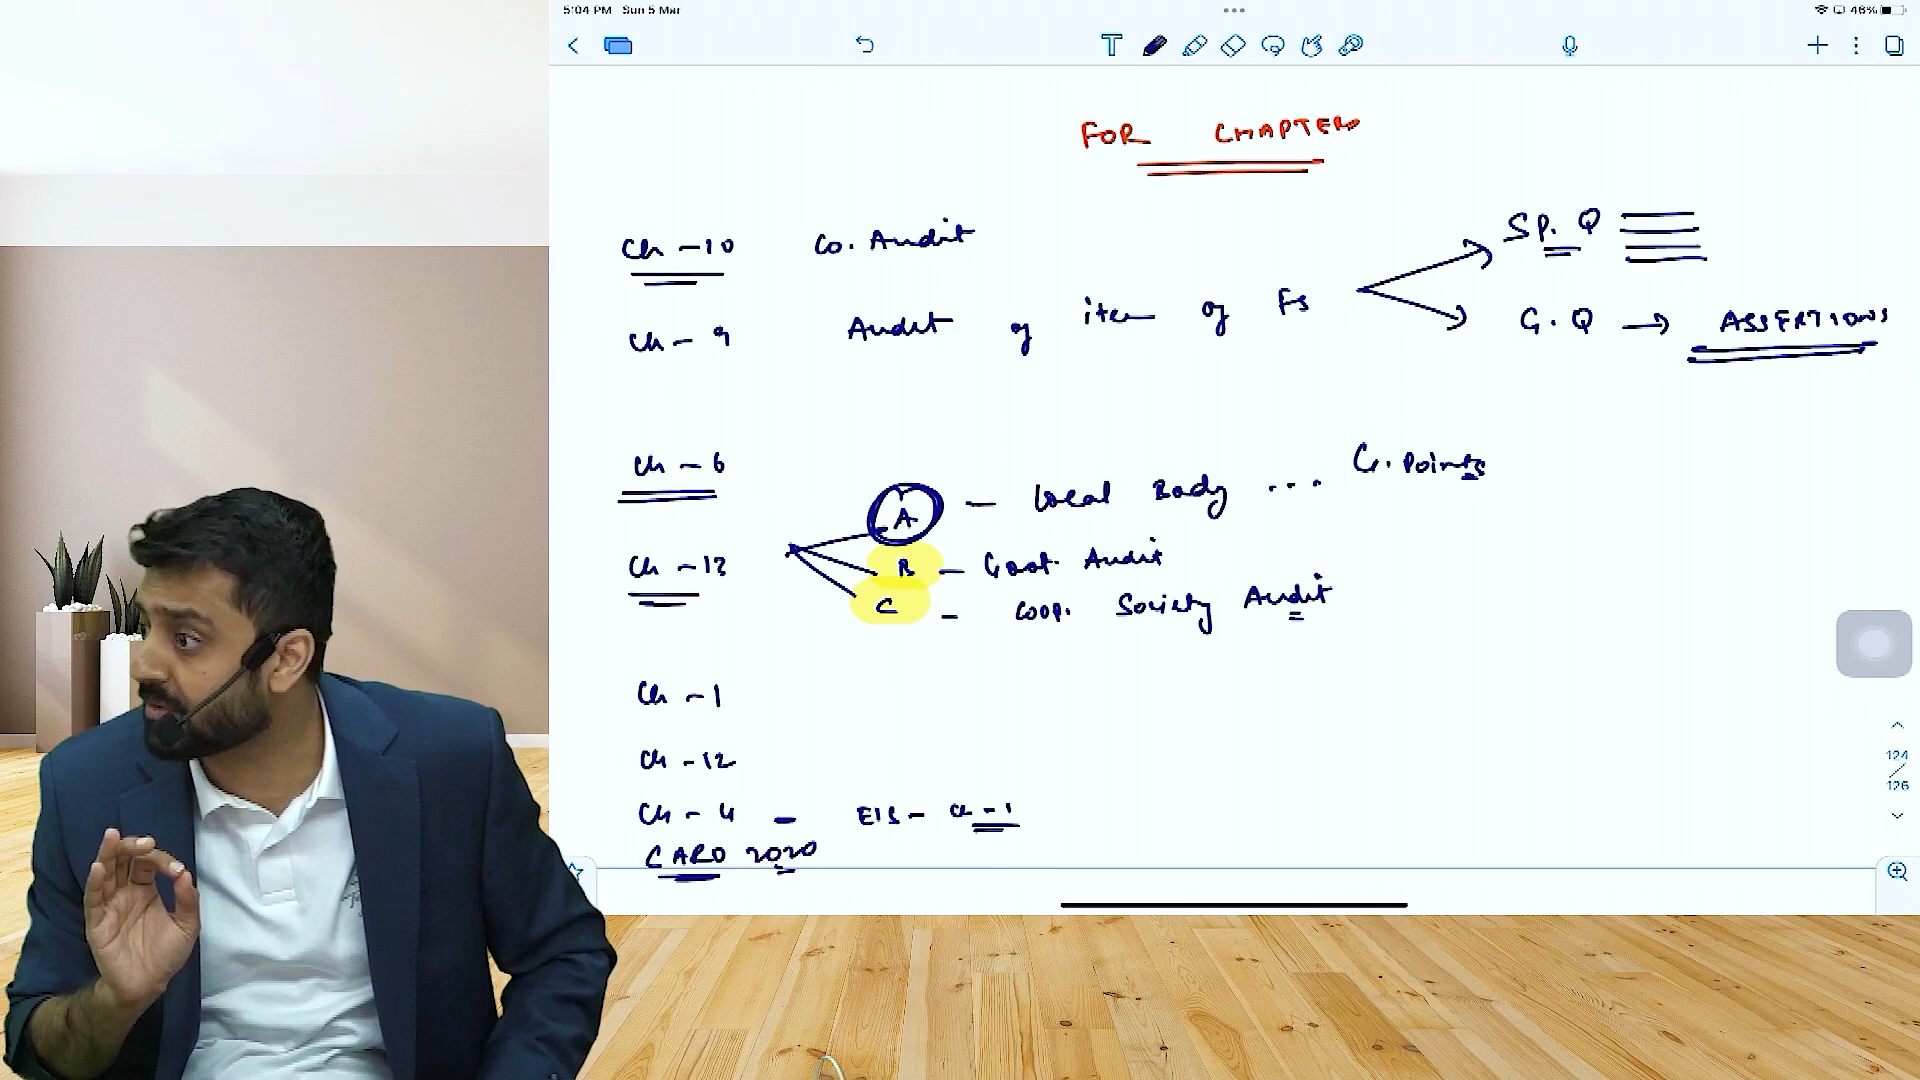 5:04 PM Sun 5 Mar
46%
FOR CHAPTER
Ch - 10 Co. Audit
Sp. Q
Ch - 9 Audit of item of Fs
G. Q → ASSERTIONS
Ch - 6
A - Local Body ... G. Points
Ch - 13
B - Govt. Audit
C - Coop. Society Audit
Ch - 1
Ch - 12
Ch - 4 - EIS - Ch - 1
CARO 2020
124
126